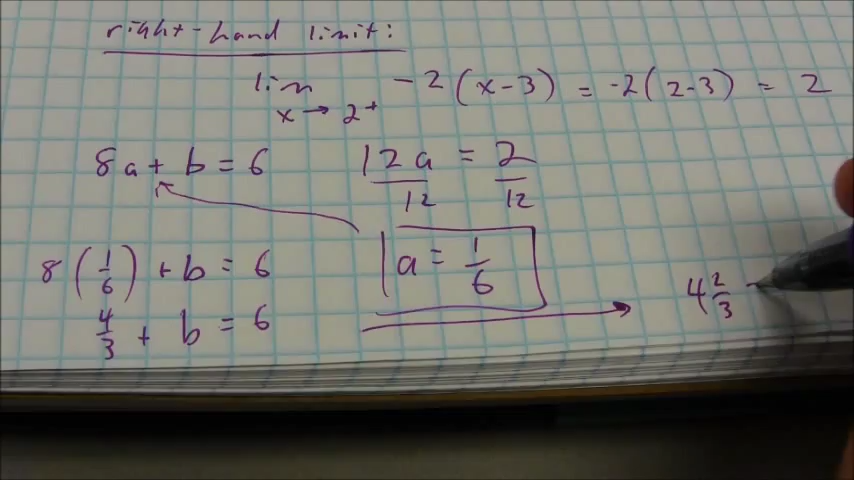 right-hand limit:
lim x → 2⁺ -2(x-3) = -2(2-3) = 2
8a + b = 6
12a/12 = 2/12
a = 1/6
8(1/6) + b = 6
4/3 + b = 6
4 2/3 -